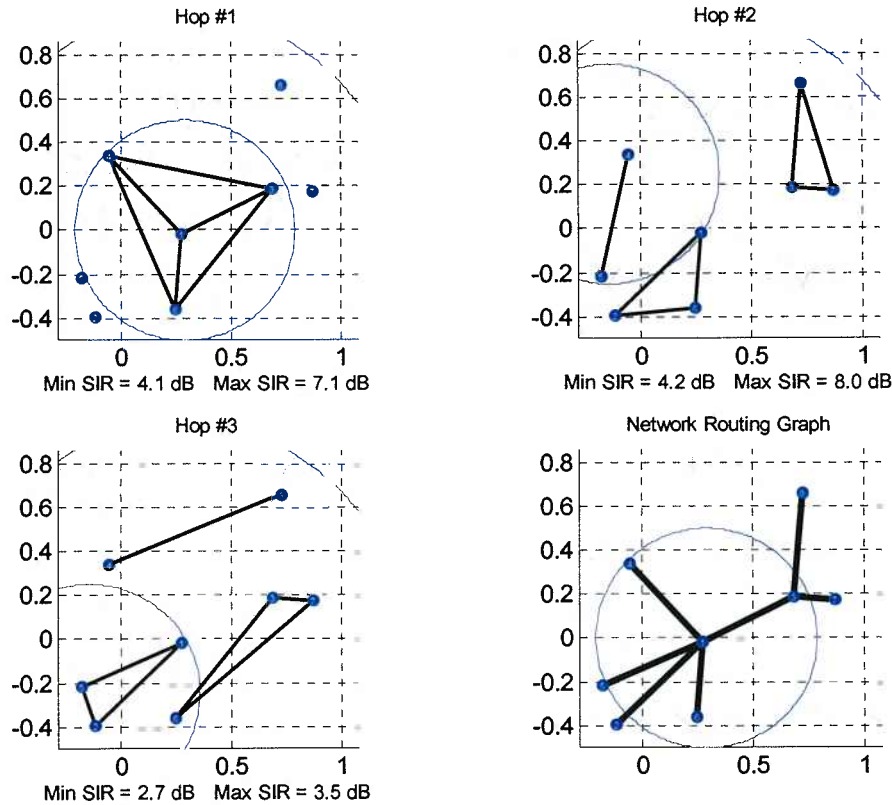 Hop #1
0.8
0.6
0.4
0.2
0
-0.2
-0.4
0 0.5 1
Min SIR = 4.1 dB Max SIR = 7.1 dB
Hop #2
0.8
0.6
0.4
0.2
0
-0.2
-0.4
0 0.5 1
Min SIR = 4.2 dB Max SIR = 8.0 dB
Hop #3
0.8
0.6
0.4
0.2
0
-0.2
-0.4
0 0.5 1
Min SIR = 2.7 dB Max SIR = 3.5 dB
Network Routing Graph
0.8
0.6
0.4
0.2
0
-0.2
-0.4
0 0.5 1